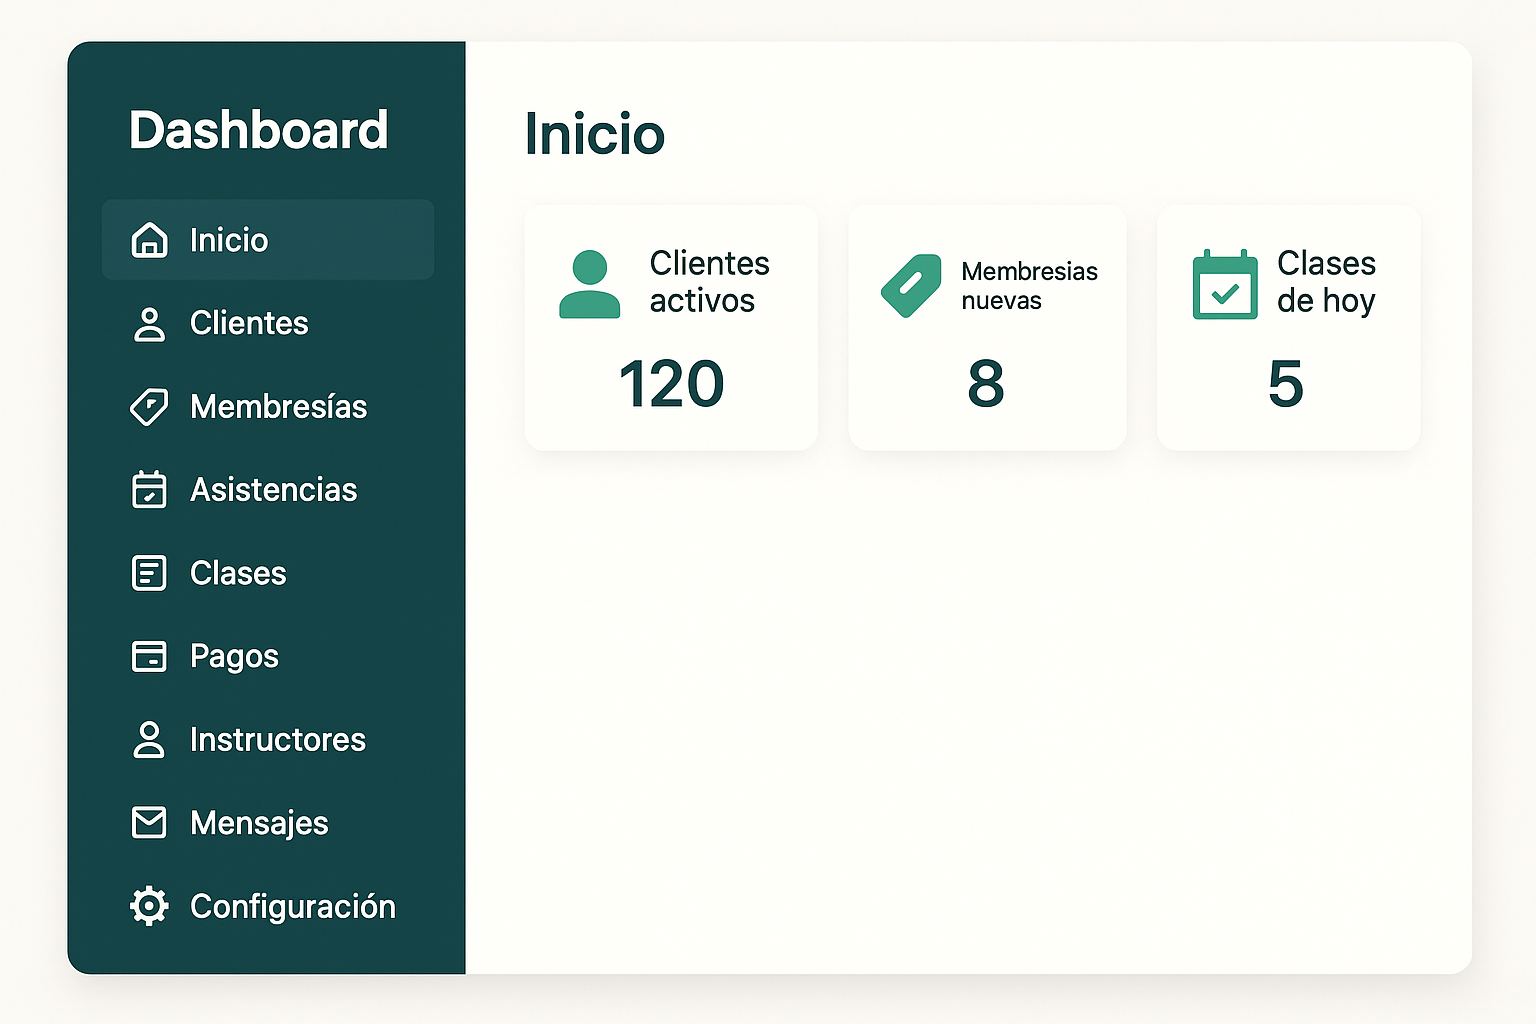 Dashboard
Inicio
Clientes
Membresías
Asistencias
Clases
Pagos
Instructores
Mensajes
Configuración
Inicio
Clientes
activos
120
Membresias
nuevas
8
Clases
de hoy
5